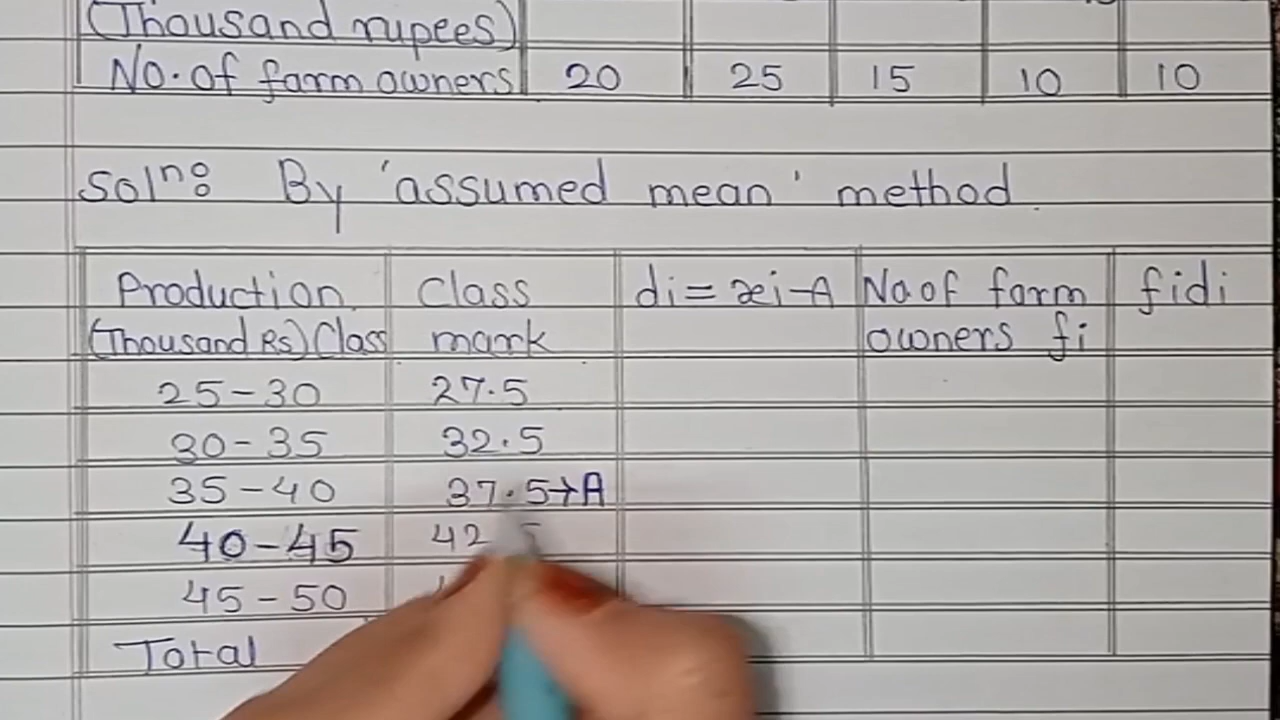 (Thousand rupees)
No. of farm owners 20 25 15 10 10
Solⁿ: By 'assumed mean' method
Production Class di = xi-A No of farm fidi
(Thousand Rs) Class mark owners fi
25-30 27.5
30-35 32.5
35-40 37.5→A
40-45 42.5
45-50
Total